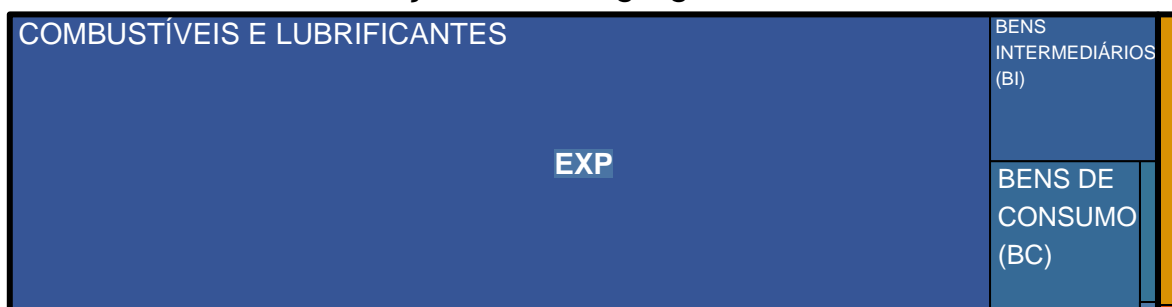 COMBUSTÍVEIS E LUBRIFICANTES
BENS
INTERMEDIÁRIOS
(BI)
EXP
BENS DE
CONSUMO
(BC)